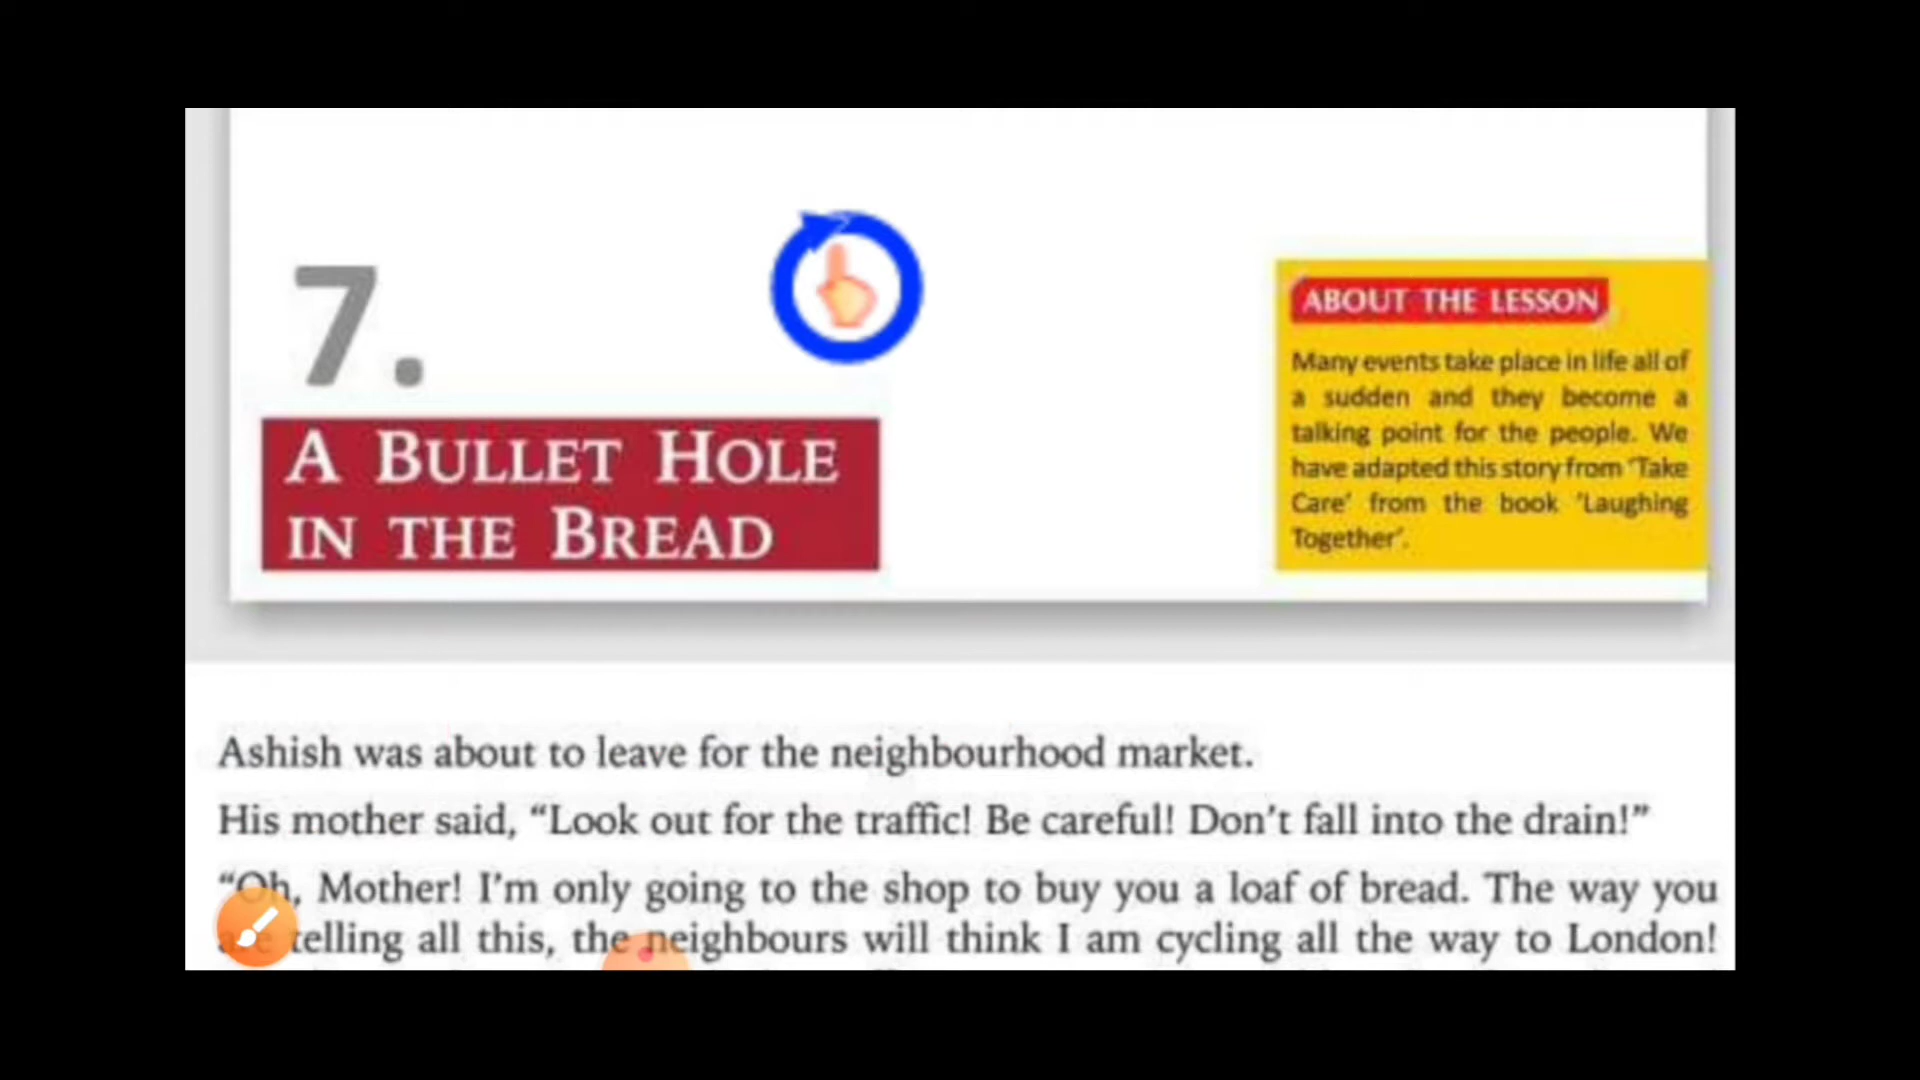 7.
A BULLET HOLE
IN THE BREAD
ABOUT THE LESSON
Many events take place in life all of
a sudden and they become a
talking point for the people. We
have adapted this story from 'Take
Care' from the book 'Laughing
Together'.
Ashish was about to leave for the neighbourhood market.
His mother said, “Look out for the traffic! Be careful! Don’t fall into the drain!”
“Oh, Mother! I’m only going to the shop to buy you a loaf of bread. The way you
are telling all this, the neighbours will think I am cycling all the way to London!